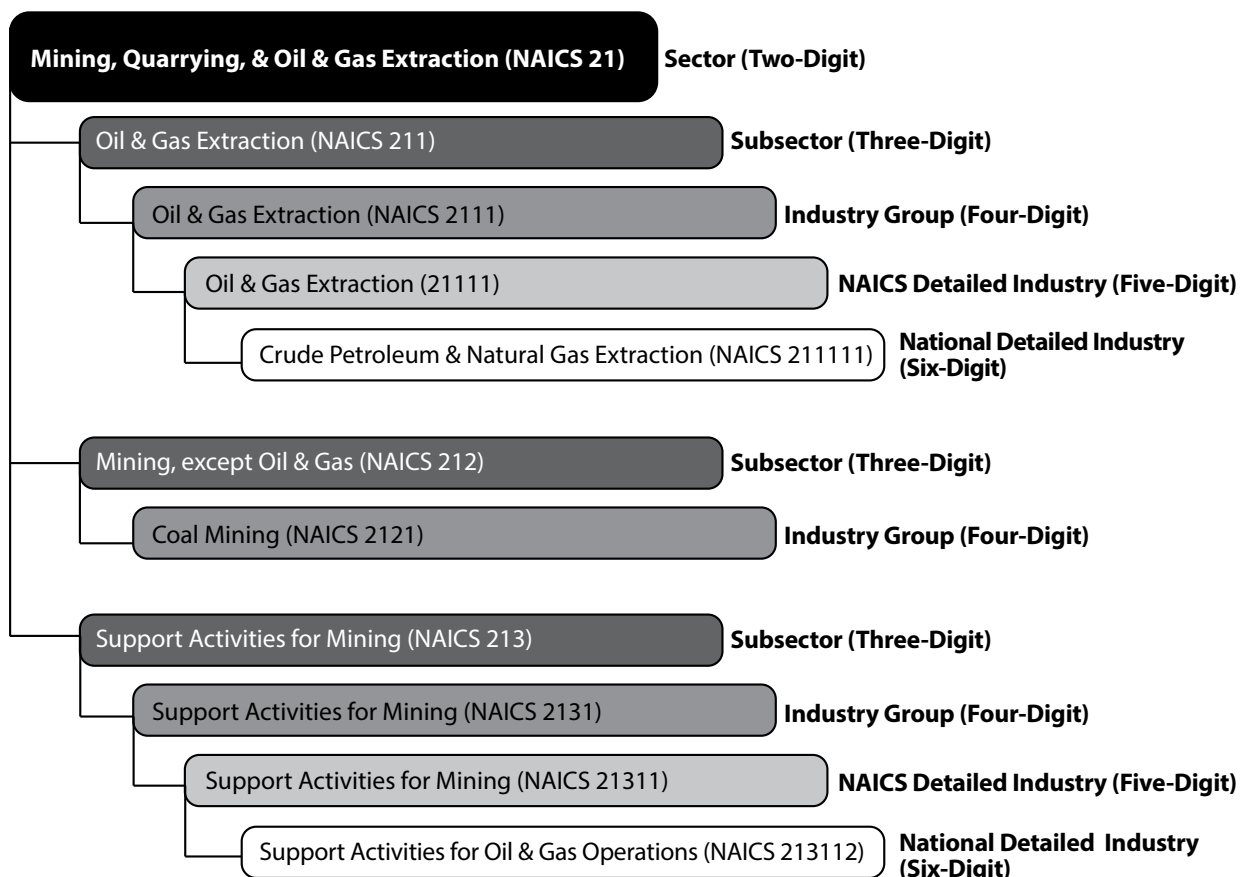 Mining, Quarrying, & Oil & Gas Extraction (NAICS 21) Sector (Two-Digit)
Oil & Gas Extraction (NAICS 211) Subsector (Three-Digit)
Oil & Gas Extraction (NAICS 2111) Industry Group (Four-Digit)
Oil & Gas Extraction (21111) NAICS Detailed Industry (Five-Digit)
Crude Petroleum & Natural Gas Extraction (NAICS 211111) National Detailed Industry
(Six-Digit)
Mining, except Oil & Gas (NAICS 212) Subsector (Three-Digit)
Coal Mining (NAICS 2121) Industry Group (Four-Digit)
Support Activities for Mining (NAICS 213) Subsector (Three-Digit)
Support Activities for Mining (NAICS 2131) Industry Group (Four-Digit)
Support Activities for Mining (NAICS 21311) NAICS Detailed Industry (Five-Digit)
Support Activities for Oil & Gas Operations (NAICS 213112) National Detailed Industry
(Six-Digit)